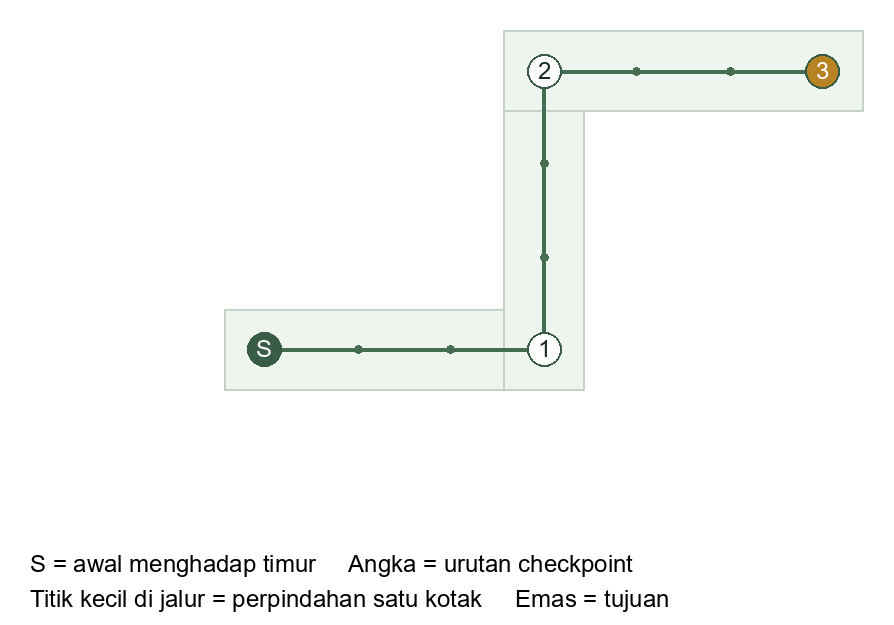 2
3
S
1
S = awal menghadap timur Angka = urutan checkpoint
Titik kecil di jalur = perpindahan satu kotak Emas = tujuan